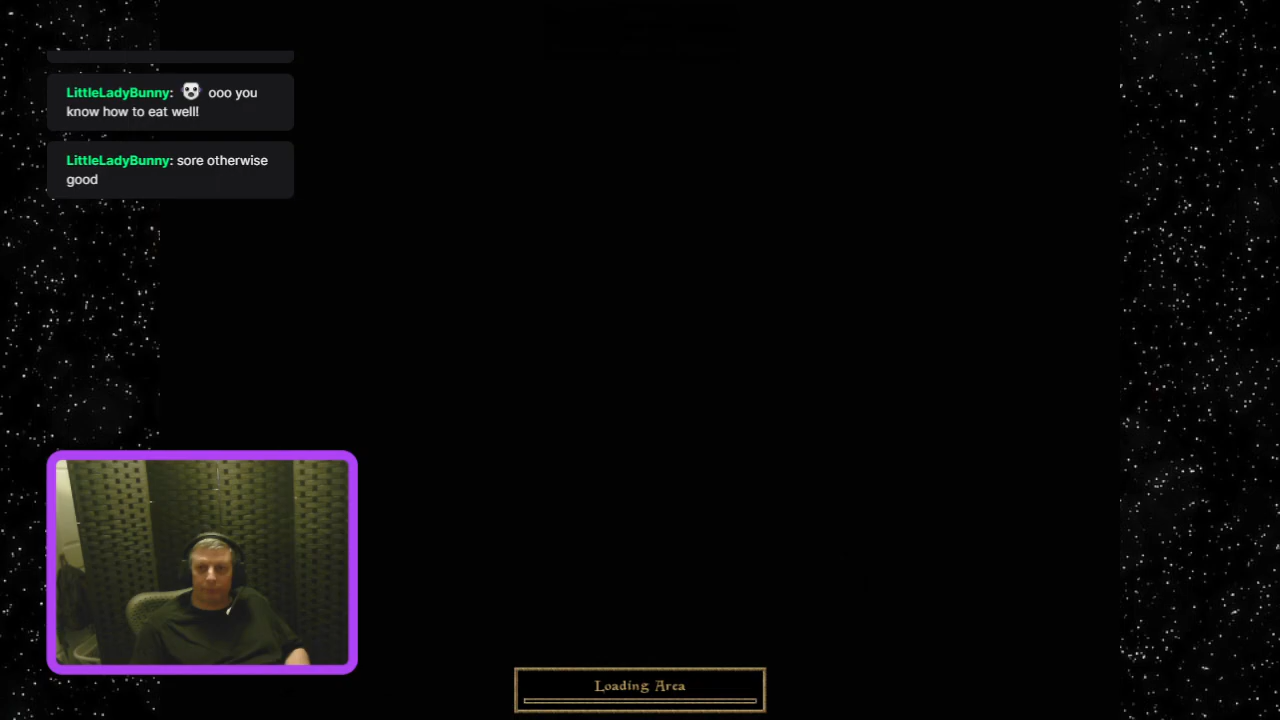 LittleLadyBunny: ooo you
know how to eat well!
LittleLadyBunny: sore otherwise
good
Loading Area